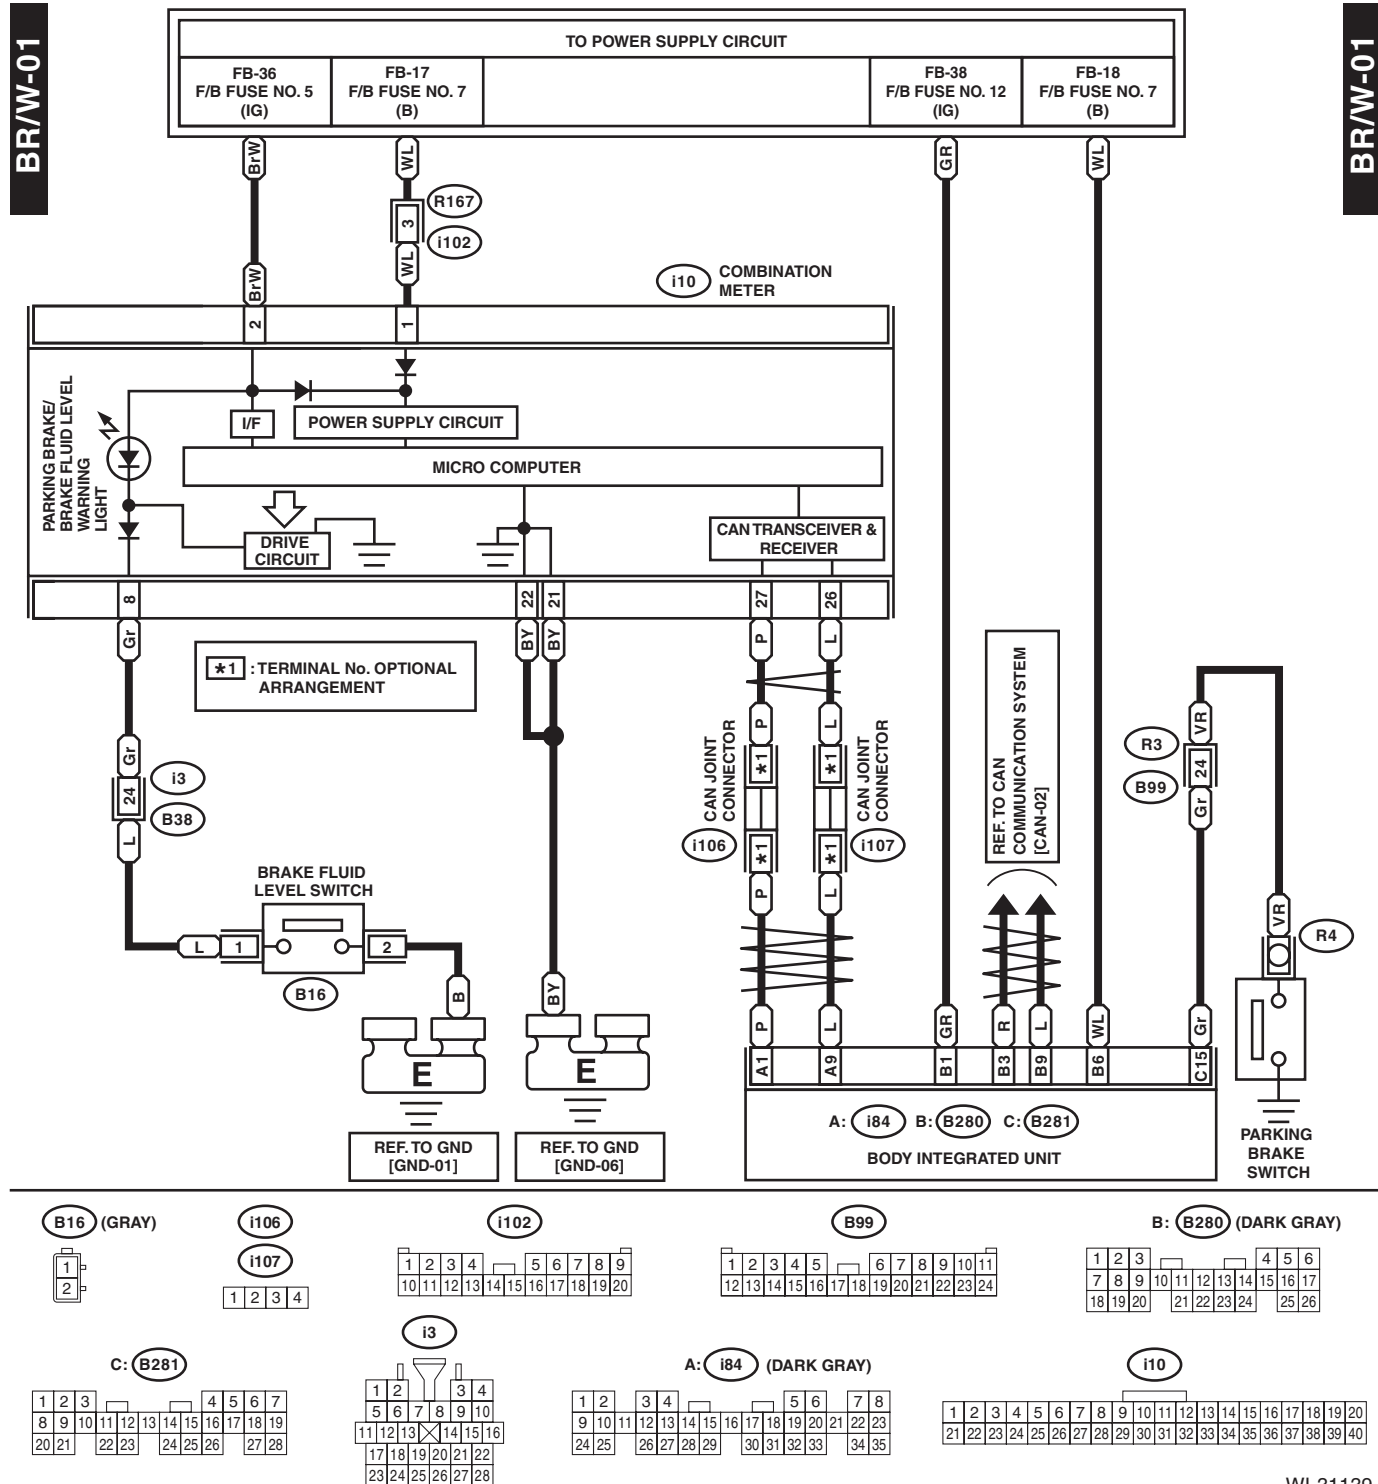 BR/W-01
BR/W-01
TO POWER SUPPLY CIRCUIT
FB-36
F/B FUSE NO. 5
(IG)
FB-17
F/B FUSE NO. 7
(B)
FB-38
F/B FUSE NO. 12
(IG)
FB-18
F/B FUSE NO. 7
(B)
BrW
WL
GR
WL
R167
3
i102
BrW
WL
i10
COMBINATION
METER
2
1
PARKING BRAKE/
BRAKE FLUID LEVEL
WARNING
LIGHT
I/F
POWER SUPPLY CIRCUIT
MICRO COMPUTER
DRIVE
CIRCUIT
CAN TRANSCEIVER &
RECEIVER
8
22
21
27
26
Gr
BY
BY
P
L
*1 : TERMINAL No. OPTIONAL
ARRANGEMENT
REF. TO CAN
COMMUNICATION SYSTEM
[CAN-02]
Gr
24
L
i3
B38
P
L
*1
*1
CAN JOINT
CONNECTOR
CAN JOINT
CONNECTOR
i106
*1
*1
i107
P
L
VR
R3
24
B99
Gr
BRAKE FLUID
LEVEL SWITCH
L
1
2
B16
B
BY
VR
R4
E
E
REF. TO GND
[GND-01]
REF. TO GND
[GND-06]
P
L
GR
R
L
WL
Gr
A1
A9
B1
B3
B9
B6
C15
A: i84 B: B280 C: B281
BODY INTEGRATED UNIT
PARKING
BRAKE
SWITCH
B16 (GRAY)
1
2
i106
i107
1 2 3 4
i102
1 2 3 4 5 6 7 8 9
10 11 12 13 14 15 16 17 18 19 20
B99
1 2 3 4 5 6 7 8 9 10 11
12 13 14 15 16 17 18 19 20 21 22 23 24
B: B280 (DARK GRAY)
1 2 3 4 5 6
7 8 9 10 11 12 13 14 15 16 17
18 19 20 21 22 23 24 25 26
C: B281
1 2 3 4 5 6 7
8 9 10 11 12 13 14 15 16 17 18 19
20 21 22 23 24 25 26 27 28
i3
1 2 3 4
5 6 7 8 9 10
11 12 13 14 15 16
17 18 19 20 21 22
23 24 25 26 27 28
A: i84 (DARK GRAY)
1 2 3 4 5 6 7 8
9 10 11 12 13 14 15 16 17 18 19 20 21 22 23
24 25 26 27 28 29 30 31 32 33 34 35
i10
1 2 3 4 5 6 7 8 9 10 11 12 13 14 15 16 17 18 19 20
21 22 23 24 25 26 27 28 29 30 31 32 33 34 35 36 37 38 39 40